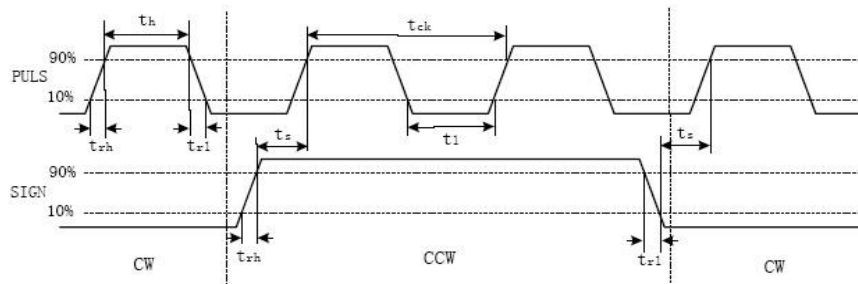 th
tck
90%
PULS
10%
trh
trl
ts
tl
ts
90%
SIGN
10%
trh
trl
CW
CCW
CW